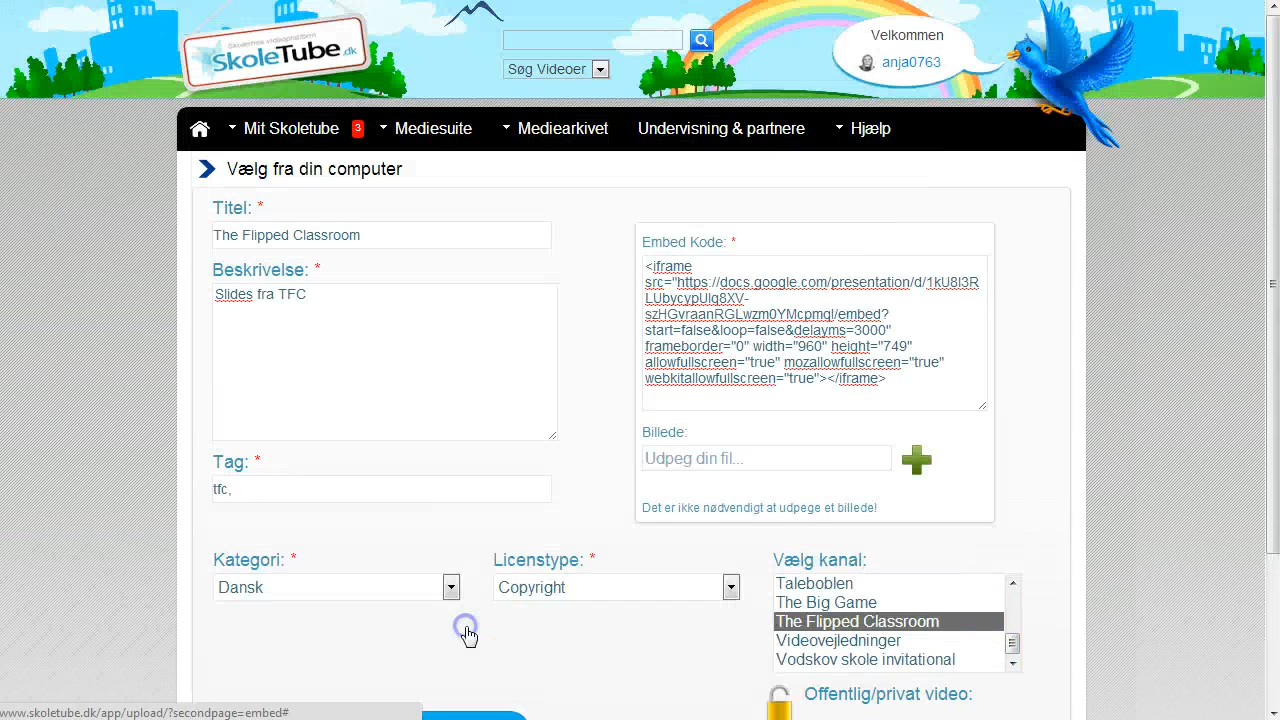 Skolernes videoplatform
SkoleTube.dk
Søg Videoer
Velkommen
anja0763
Mit Skoletube 3 Mediesuite Mediearkivet Undervisning & partnere Hjælp
Vælg fra din computer
Titel: *
The Flipped Classroom
Beskrivelse: *
Slides fra TFC
Tag: *
tfc,
Embed Kode: *
<iframe
src="https://docs.google.com/presentation/d/1kU8l3R
LUbycypUlg8XV-
szHGvraanRGLwzm0YMcpmql/embed?
start=false&loop=false&delayms=3000"
frameborder="0" width="960" height="749"
allowfullscreen="true" mozallowfullscreen="true"
webkitallowfullscreen="true"></iframe>
Billede:
Udpeg din fil...
Det er ikke nødvendigt at udpege et billede!
Kategori: *
Dansk
Licenstype: *
Copyright
Vælg kanal:
Taleboblen
The Big Game
The Flipped Classroom
Videovejledninger
Vodskov skole invitational
Offentlig/privat video:
www.skoletube.dk/app/upload/?secondpage=embed#